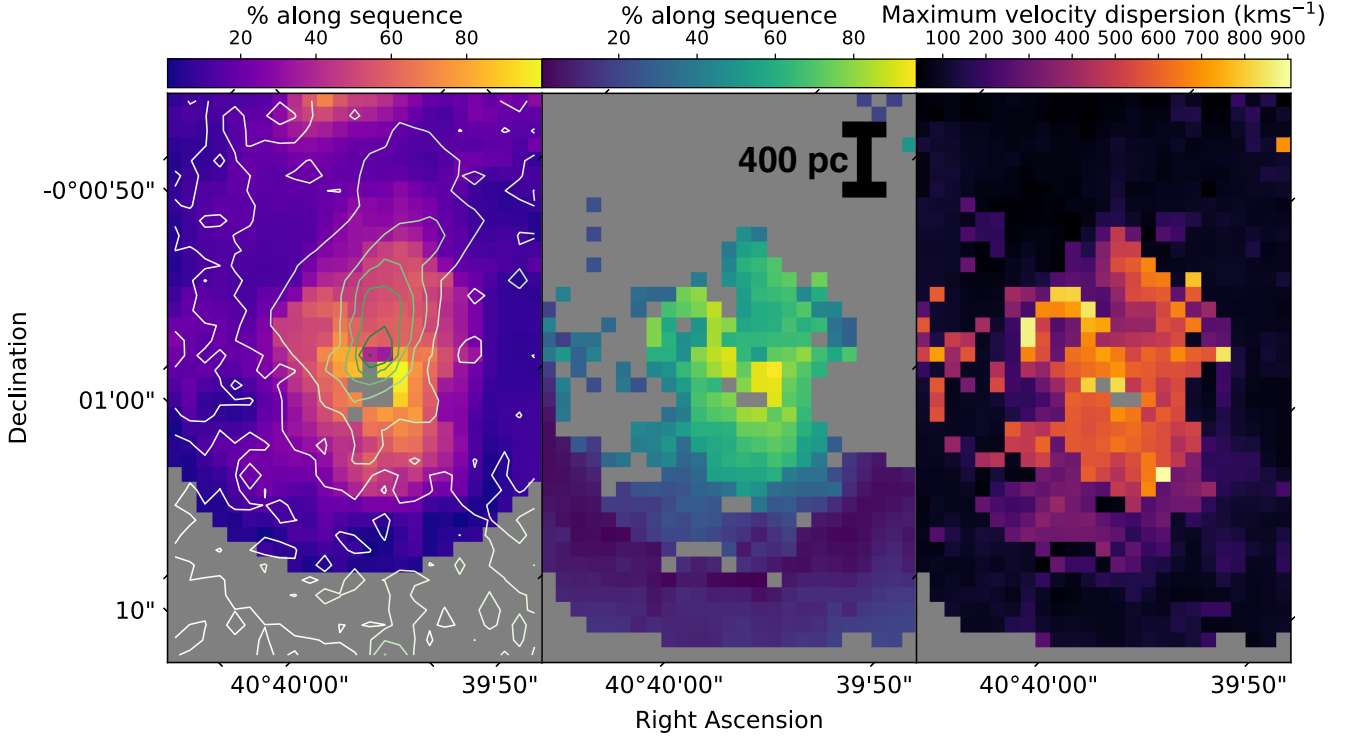 % along sequence % along sequence Maximum velocity dispersion (kms⁻¹)
20 40 60 80 20 40 60 80 100 200 300 400 500 600 700 800 900
400 pc
-0°00'50"
01'00"
10"
Declination
40°40'00" 39'50" 40°40'00" 39'50" 40°40'00" 39'50"
Right Ascension